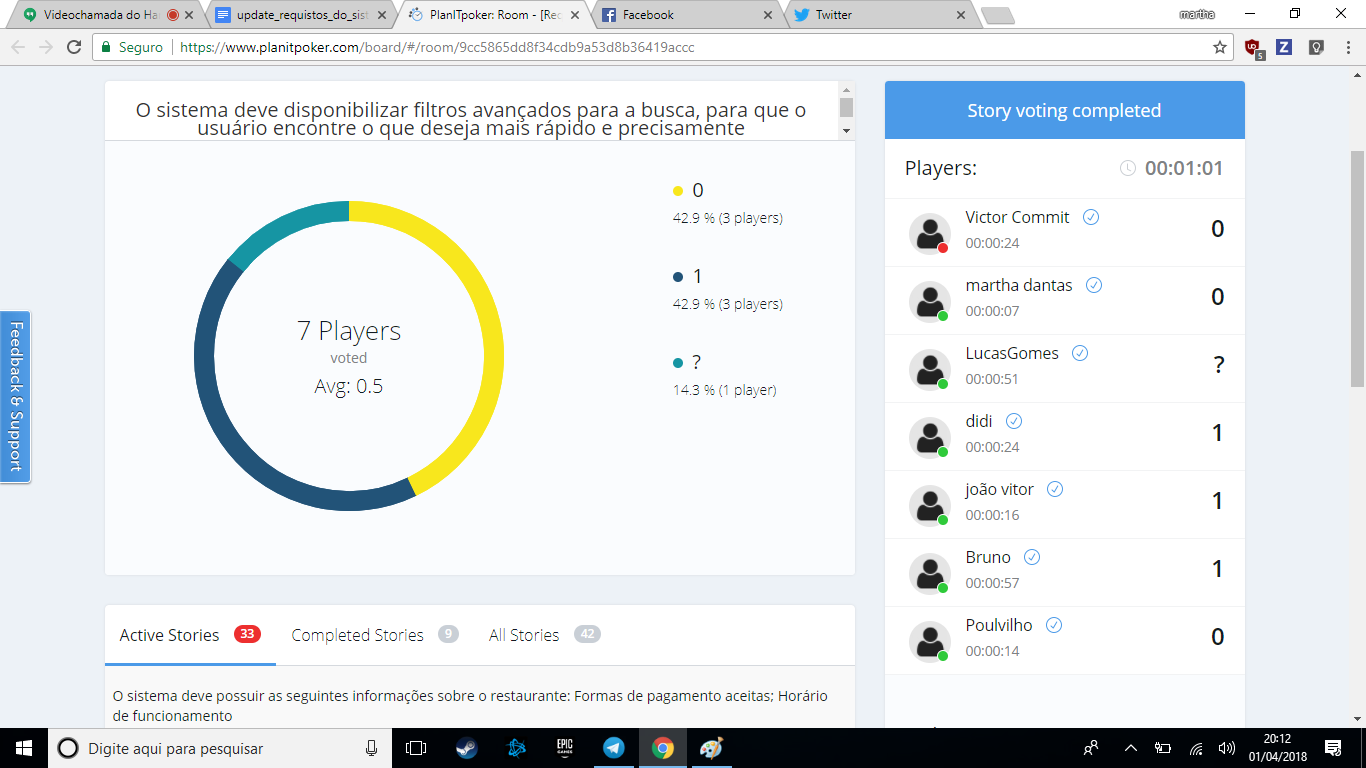 Videochamada do Ha
update_requistos_do_sist
PlanITpoker: Room - [Rec
Facebook
Twitter
martha
Seguro
https://www.planitpoker.com/board/#/room/9cc5865dd8f34cdb9a53d8b36419accc
5
Z
O sistema deve disponibilizar filtros avançados para a busca, para que o
usuário encontre o que deseja mais rápido e precisamente
7 Players
voted
Avg: 0.5
0
42.9 % (3 players)
1
42.9 % (3 players)
?
14.3 % (1 player)
Feedback & Support
Story voting completed
Players:
00:01:01
Victor Commit
00:00:24
0
martha dantas
00:00:07
0
LucasGomes
00:00:51
?
didi
00:00:24
1
joão vitor
00:00:16
1
Bruno
00:00:57
1
Poulvilho
00:00:14
0
Active Stories 33
Completed Stories 9
All Stories 42
O sistema deve possuir as seguintes informações sobre o restaurante: Formas de pagamento aceitas; Horário
de funcionamento
Digite aqui para pesquisar
EPIC
GAMES
20:12
01/04/2018